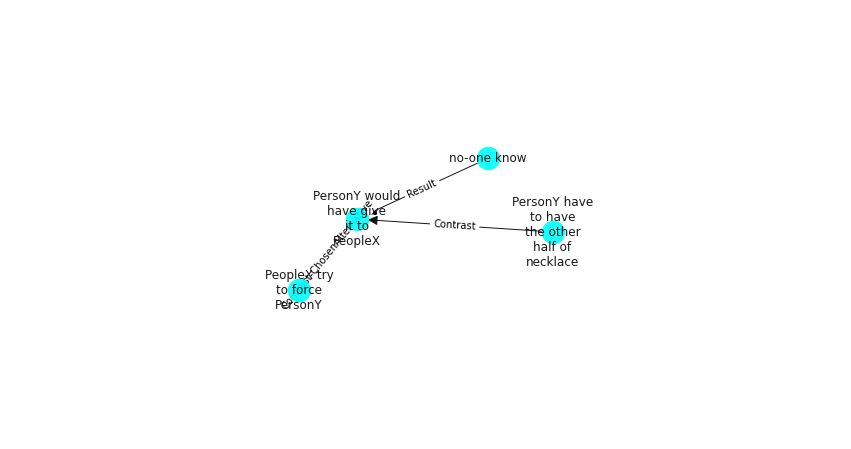 no-one know
Result
PersonY would
have give
it to
PeopleX
Contrast
PersonY have
to have
the other
half of
necklace
PeopleX try
to force
PersonY